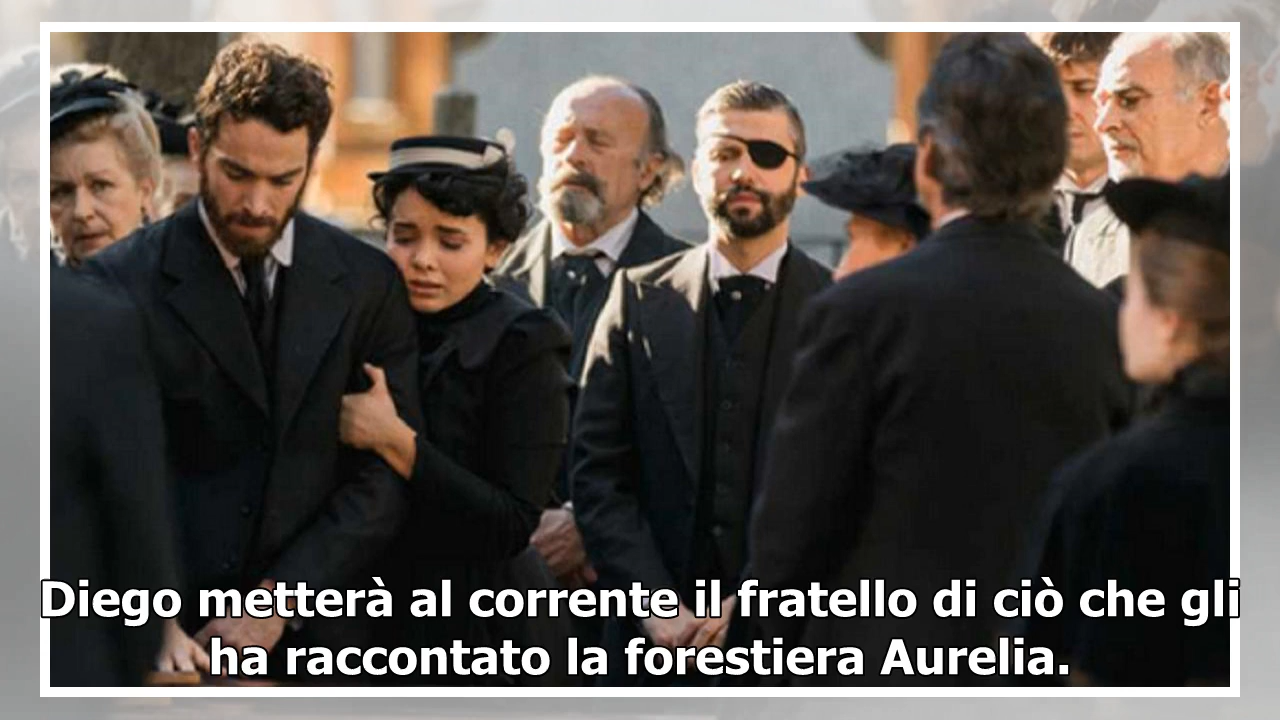 Diego metterà al corrente il fratello di ciò che gli
ha raccontato la forestiera Aurelia.